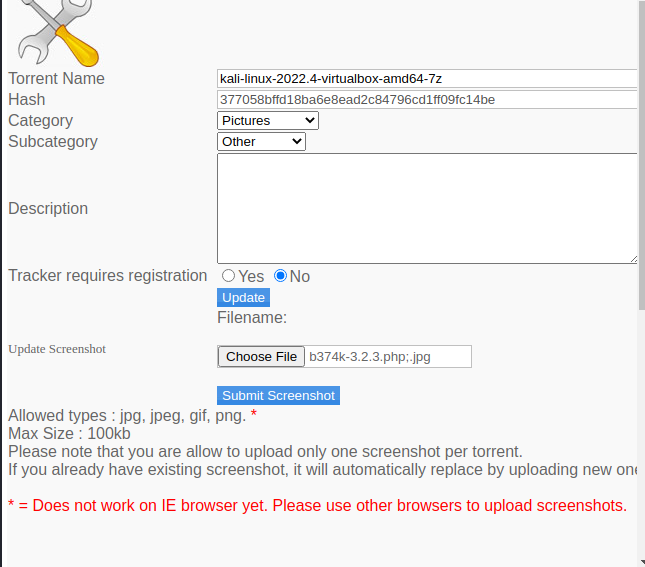 Torrent Name kali-linux-2022.4-virtualbox-amd64-7z
Hash 377058bffd18ba6e8ead2c84796cd1ff09fc14be
Category Pictures
Subcategory Other
Description
Tracker requires registration Yes No
Update
Filename:
Update Screenshot Choose File b374k-3.2.3.php;.jpg
Submit Screenshot
Allowed types : jpg, jpeg, gif, png. *
Max Size : 100kb
Please note that you are allow to upload only one screenshot per torrent.
If you already have existing screenshot, it will automatically replace by uploading new one
* = Does not work on IE browser yet. Please use other browsers to upload screenshots.